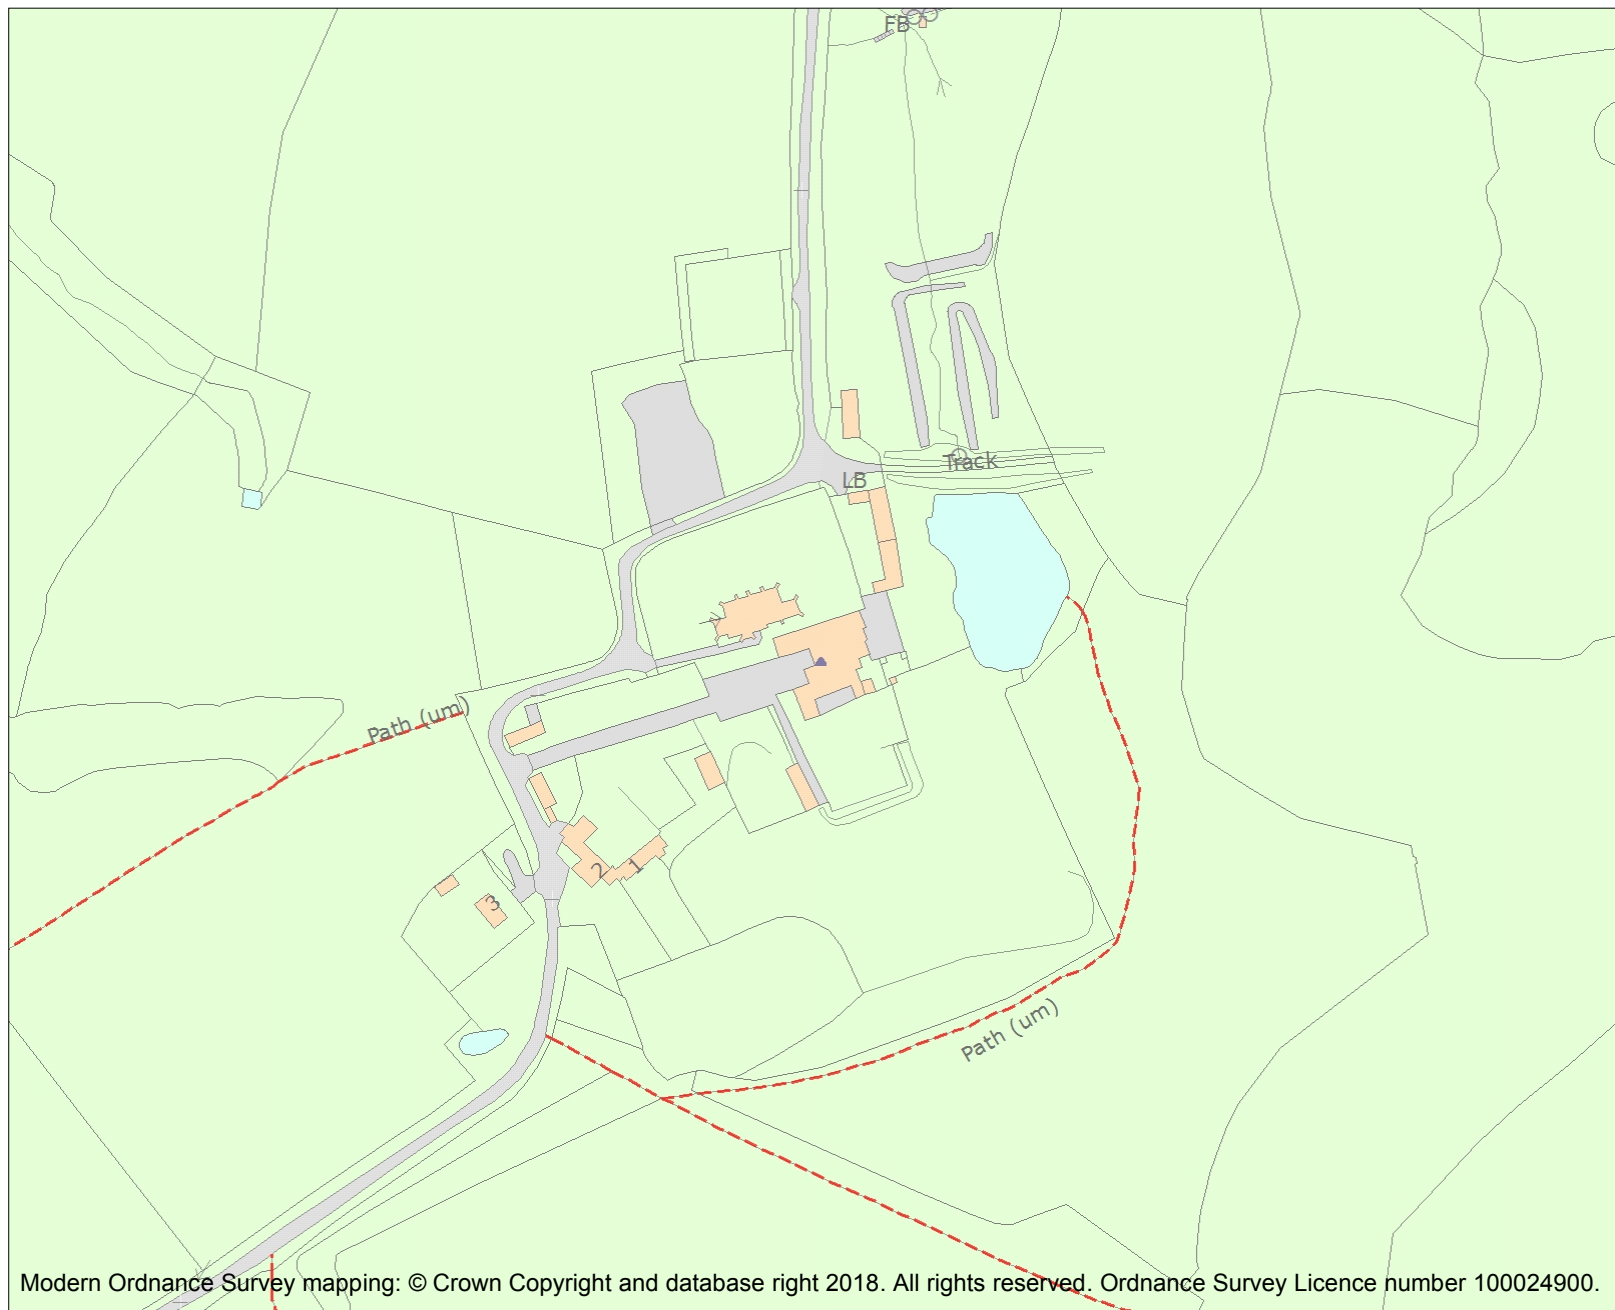 FB
Track
LB
Path (um)
2
1
3
Path (um)
Modern Ordnance Survey mapping: © Crown Copyright and database right 2018. All rights reserved. Ordnance Survey Licence number 100024900.